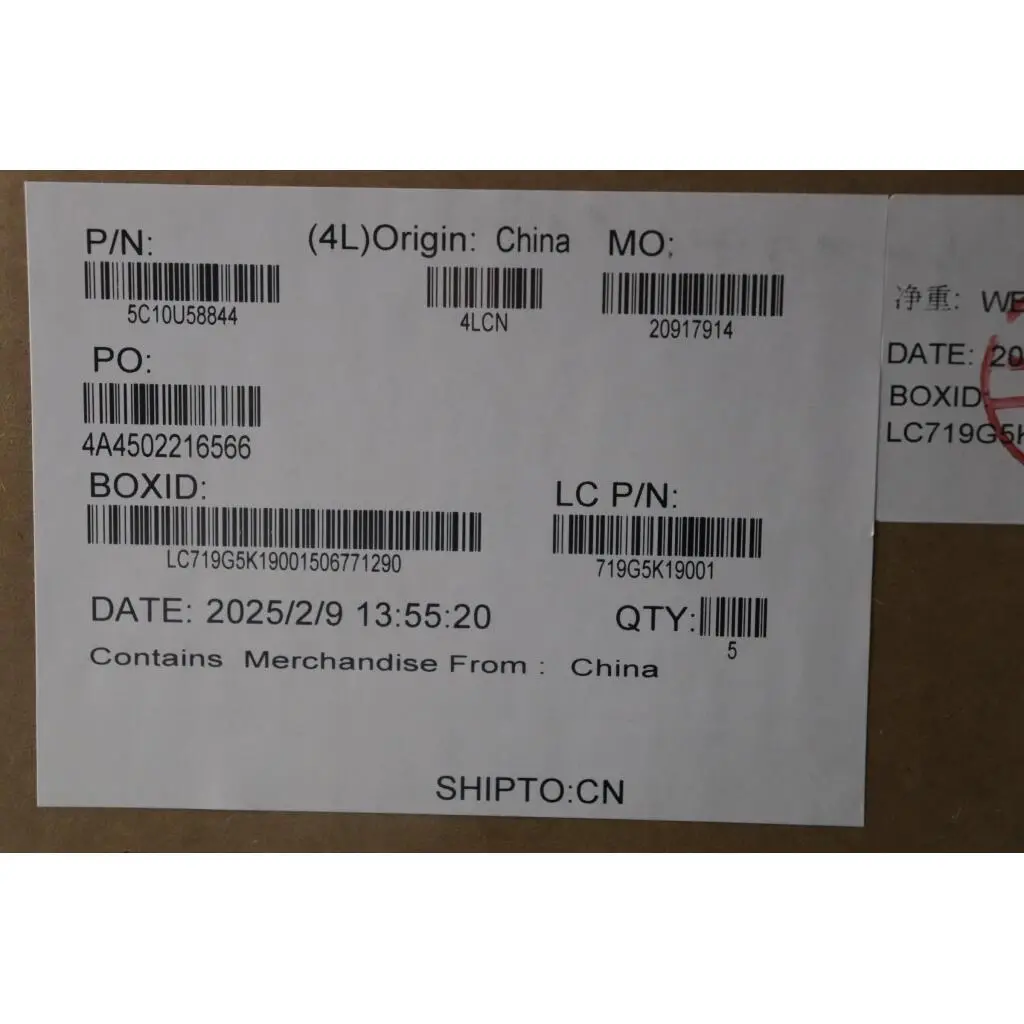 P/N: (4L)Origin: China MO:
5C10U58844 4LCN 20917914
PO:
4A4502216566
BOXID: LC P/N:
LC719G5K19001506771290 719G5K19001
DATE: 2025/2/9 13:55:20 QTY:
5
Contains Merchandise From : China
SHIPTO:CN
净重:
DATE: 20
BOXID:
LC719G5K